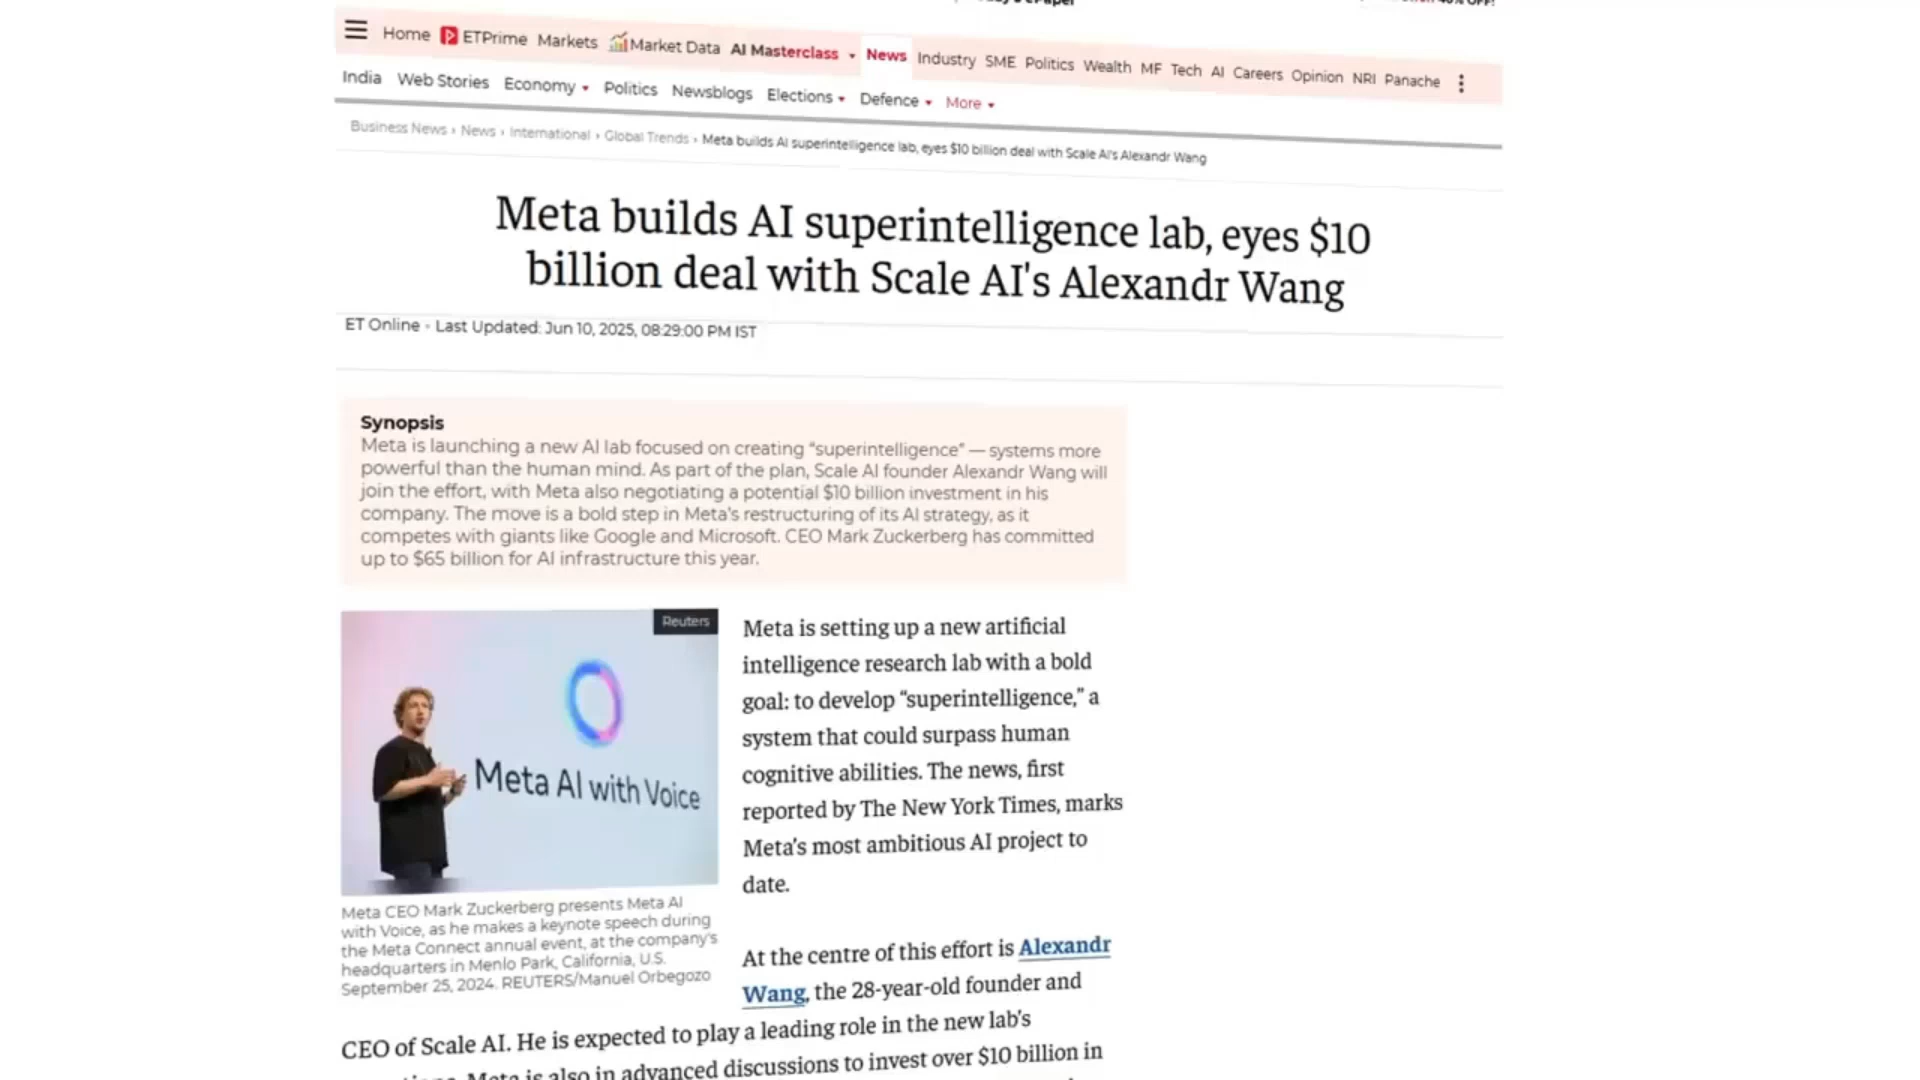 Home ETPrime Markets Market Data AI Masterclass News Industry SME Politics Wealth MF Tech AI Careers Opinion NRI Panache
India Web Stories Economy Politics Newsblogs Elections Defence More
Business News › News › International › Global Trends › Meta builds AI superintelligence lab, eyes $10 billion deal with Scale AI's Alexandr Wang
Meta builds AI superintelligence lab, eyes $10
billion deal with Scale AI's Alexandr Wang
ET Online - Last Updated: Jun 10, 2025, 08:29:00 PM IST
Synopsis
Meta is launching a new AI lab focused on creating “superintelligence” — systems more
powerful than the human mind. As part of the plan, Scale AI founder Alexandr Wang will
join the effort, with Meta also negotiating a potential $10 billion investment in his
company. The move is a bold step in Meta's restructuring of its AI strategy, as it
competes with giants like Google and Microsoft. CEO Mark Zuckerberg has committed
up to $65 billion for AI infrastructure this year.
Reuters
Meta AI with Voice
Meta CEO Mark Zuckerberg presents Meta AI
with Voice, as he makes a keynote speech during
the Meta Connect annual event, at the company's
headquarters in Menlo Park, California, U.S.
September 25, 2024. REUTERS/Manuel Orbegozo
Meta is setting up a new artificial
intelligence research lab with a bold
goal: to develop “superintelligence,” a
system that could surpass human
cognitive abilities. The news, first
reported by The New York Times, marks
Meta’s most ambitious AI project to
date.
At the centre of this effort is Alexandr
Wang, the 28-year-old founder and
CEO of Scale AI. He is expected to play a leading role in the new lab’s
Meta is also in advanced discussions to invest over $10 billion in